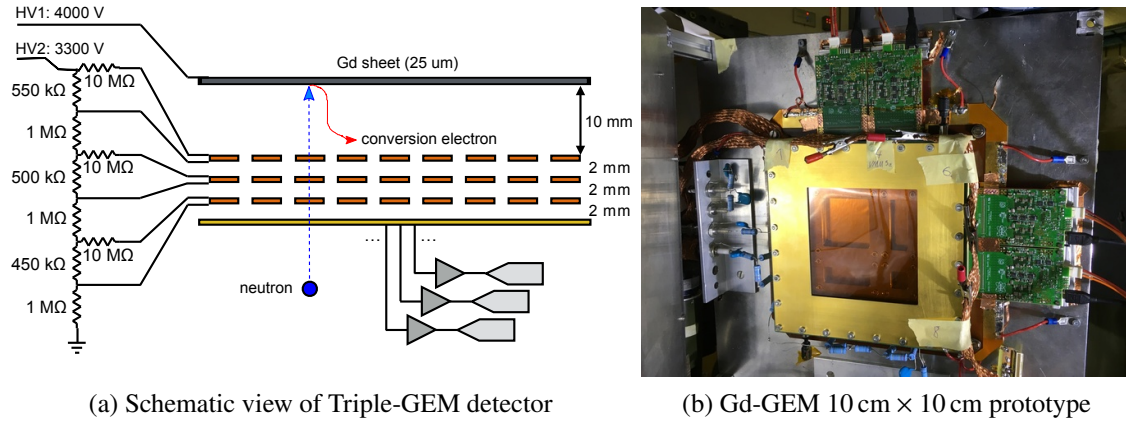 HV1: 4000 V
HV2: 3300 V
10 MΩ
550 kΩ
1 MΩ
10 MΩ
500 kΩ
1 MΩ
10 MΩ
450 kΩ
1 MΩ
Gd sheet (25 um)
10 mm
conversion electron
2 mm
2 mm
2 mm
... ...
neutron
(a) Schematic view of Triple-GEM detector
(b) Gd-GEM 10 cm × 10 cm prototype